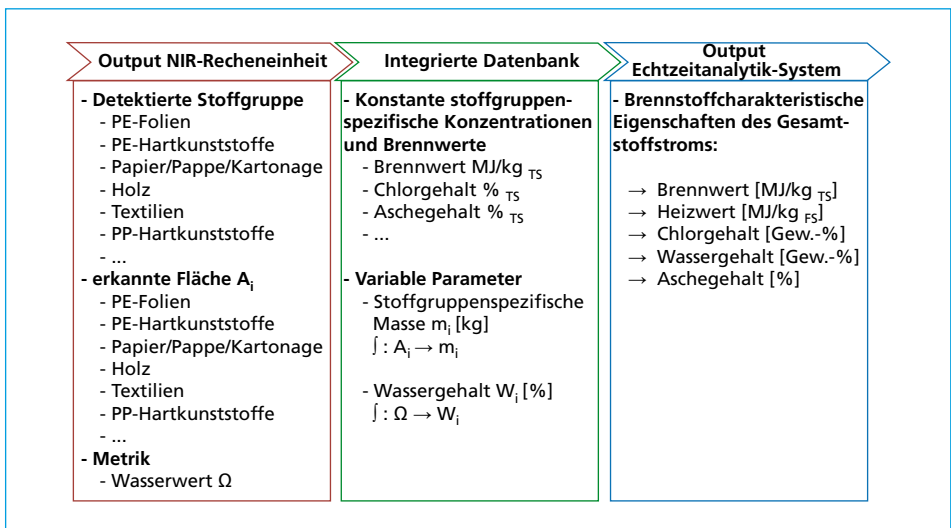 Output NIR-Recheneinheit
- Detektierte Stoffgruppe
- PE-Folien
- PE-Hartkunststoffe
- Papier/Pappe/Kartonage
- Holz
- Textilien
- PP-Hartkunststoffe
- ...
- erkannte Fläche Ai
- PE-Folien
- PE-Hartkunststoffe
- Papier/Pappe/Kartonage
- Holz
- Textilien
- PP-Hartkunststoffe
- ...
- Metrik
- Wasserwert Ω
Integrierte Datenbank
- Konstante stoffgruppen-
spezifische Konzentrationen
und Brennwerte
- Brennwert MJ/kg TS
- Chlorgehalt % TS
- Aschegehalt % TS
- ...
- Variable Parameter
- Stoffgruppenspezifische
Masse mi [kg]
∫ : Ai → mi
- Wassergehalt Wi [%]
∫ : Ω → Wi
Output
Echtzeitanalytik-System
- Brennstoffcharakteristische
Eigenschaften des Gesamt-
stoffstroms:
→ Brennwert [MJ/kg TS]
→ Heizwert [MJ/kg FS]
→ Chlorgehalt [Gew.-%]
→ Wassergehalt [Gew.-%]
→ Aschegehalt [%]